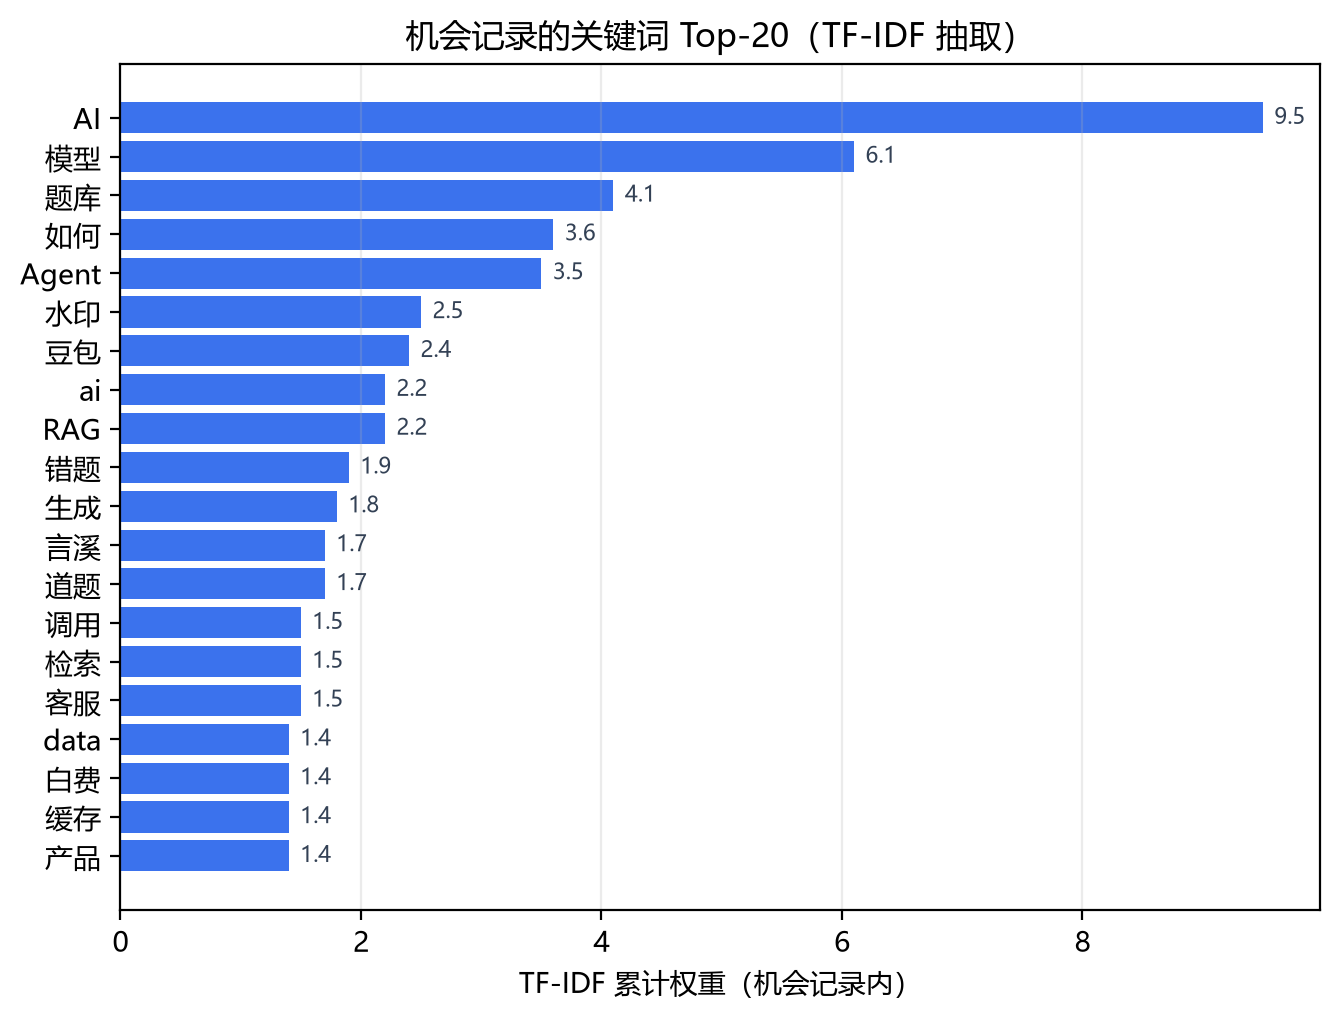 机会记录的关键词 Top-20（TF-IDF 抽取）
AI 9.5
模型 6.1
题库 4.1
如何 3.6
Agent 3.5
水印 2.5
豆包 2.4
ai 2.2
RAG 2.2
错题 1.9
生成 1.8
言溪 1.7
道题 1.7
调用 1.5
检索 1.5
客服 1.5
data 1.4
白费 1.4
缓存 1.4
产品 1.4
0 2 4 6 8
TF-IDF 累计权重（机会记录内）